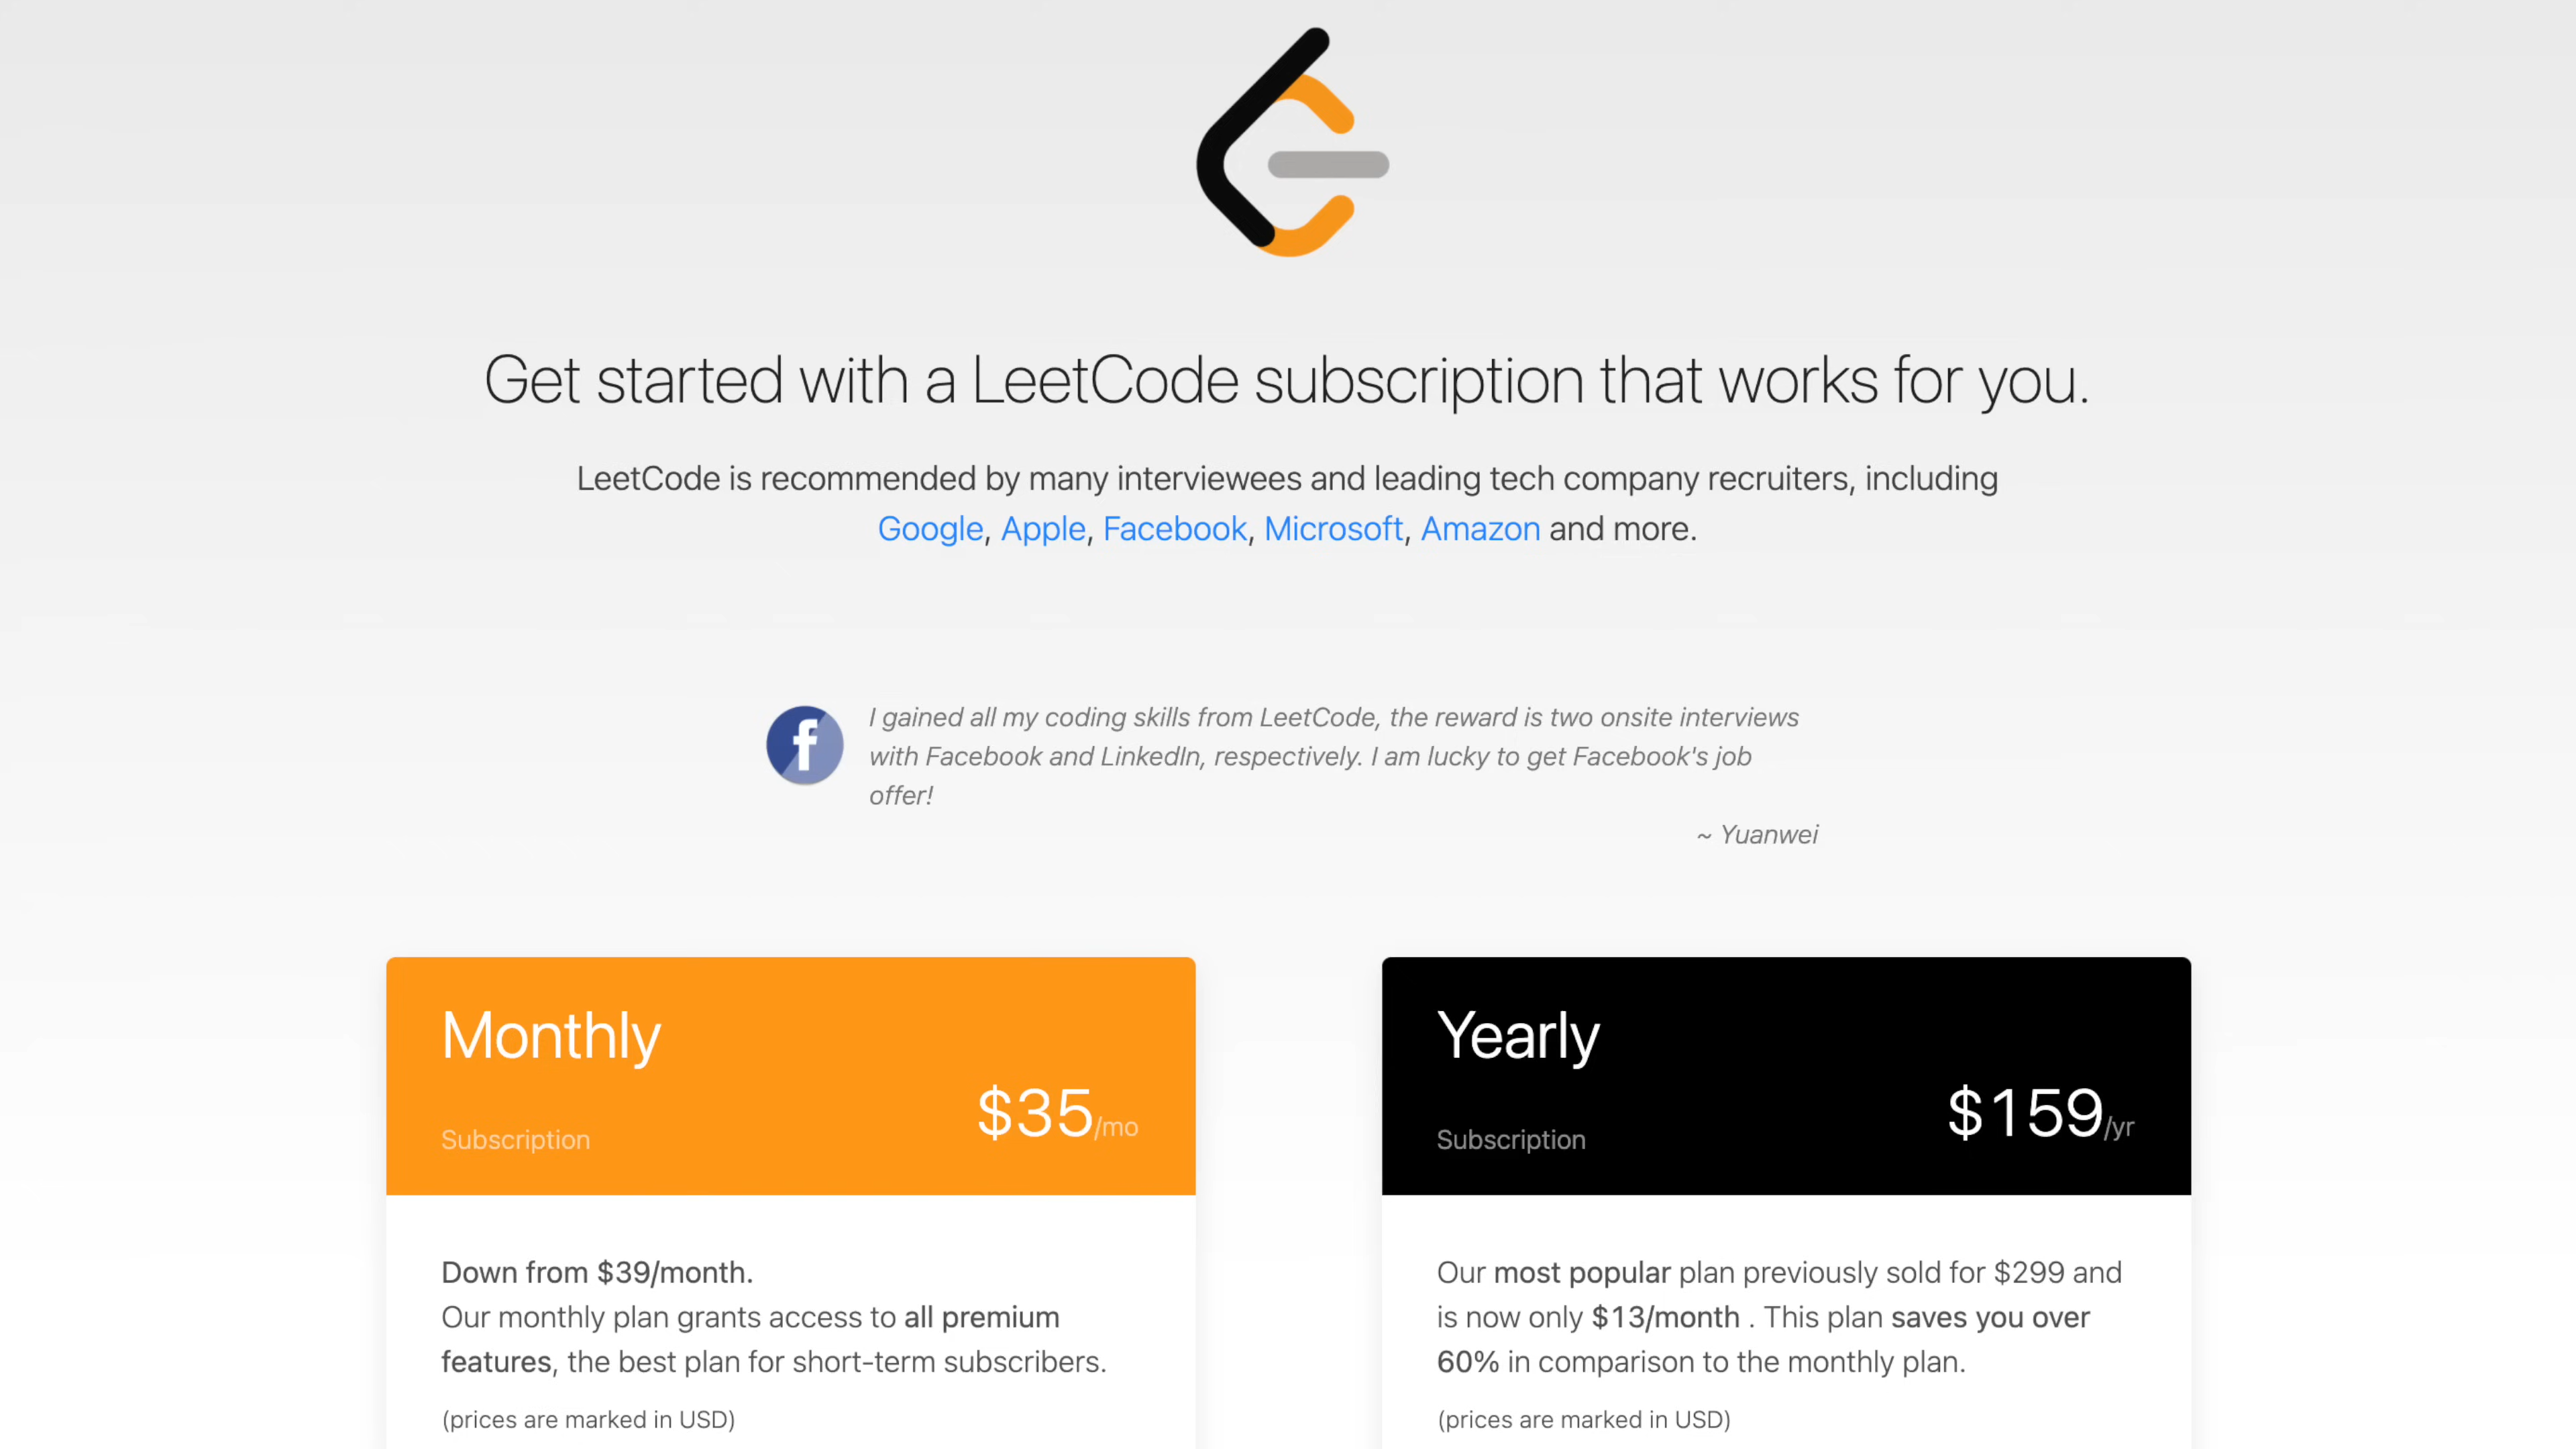 Get started with a LeetCode subscription that works for you.
LeetCode is recommended by many interviewees and leading tech company recruiters, including
Google, Apple, Facebook, Microsoft, Amazon and more.
f
I gained all my coding skills from LeetCode, the reward is two onsite interviews
with Facebook and LinkedIn, respectively. I am lucky to get Facebook's job
offer!
~ Yuanwei
Monthly
Subscription
$35/mo
Down from $39/month.
Our monthly plan grants access to all premium
features, the best plan for short-term subscribers.
(prices are marked in USD)
Yearly
Subscription
$159/yr
Our most popular plan previously sold for $299 and
is now only $13/month . This plan saves you over
60% in comparison to the monthly plan.
(prices are marked in USD)